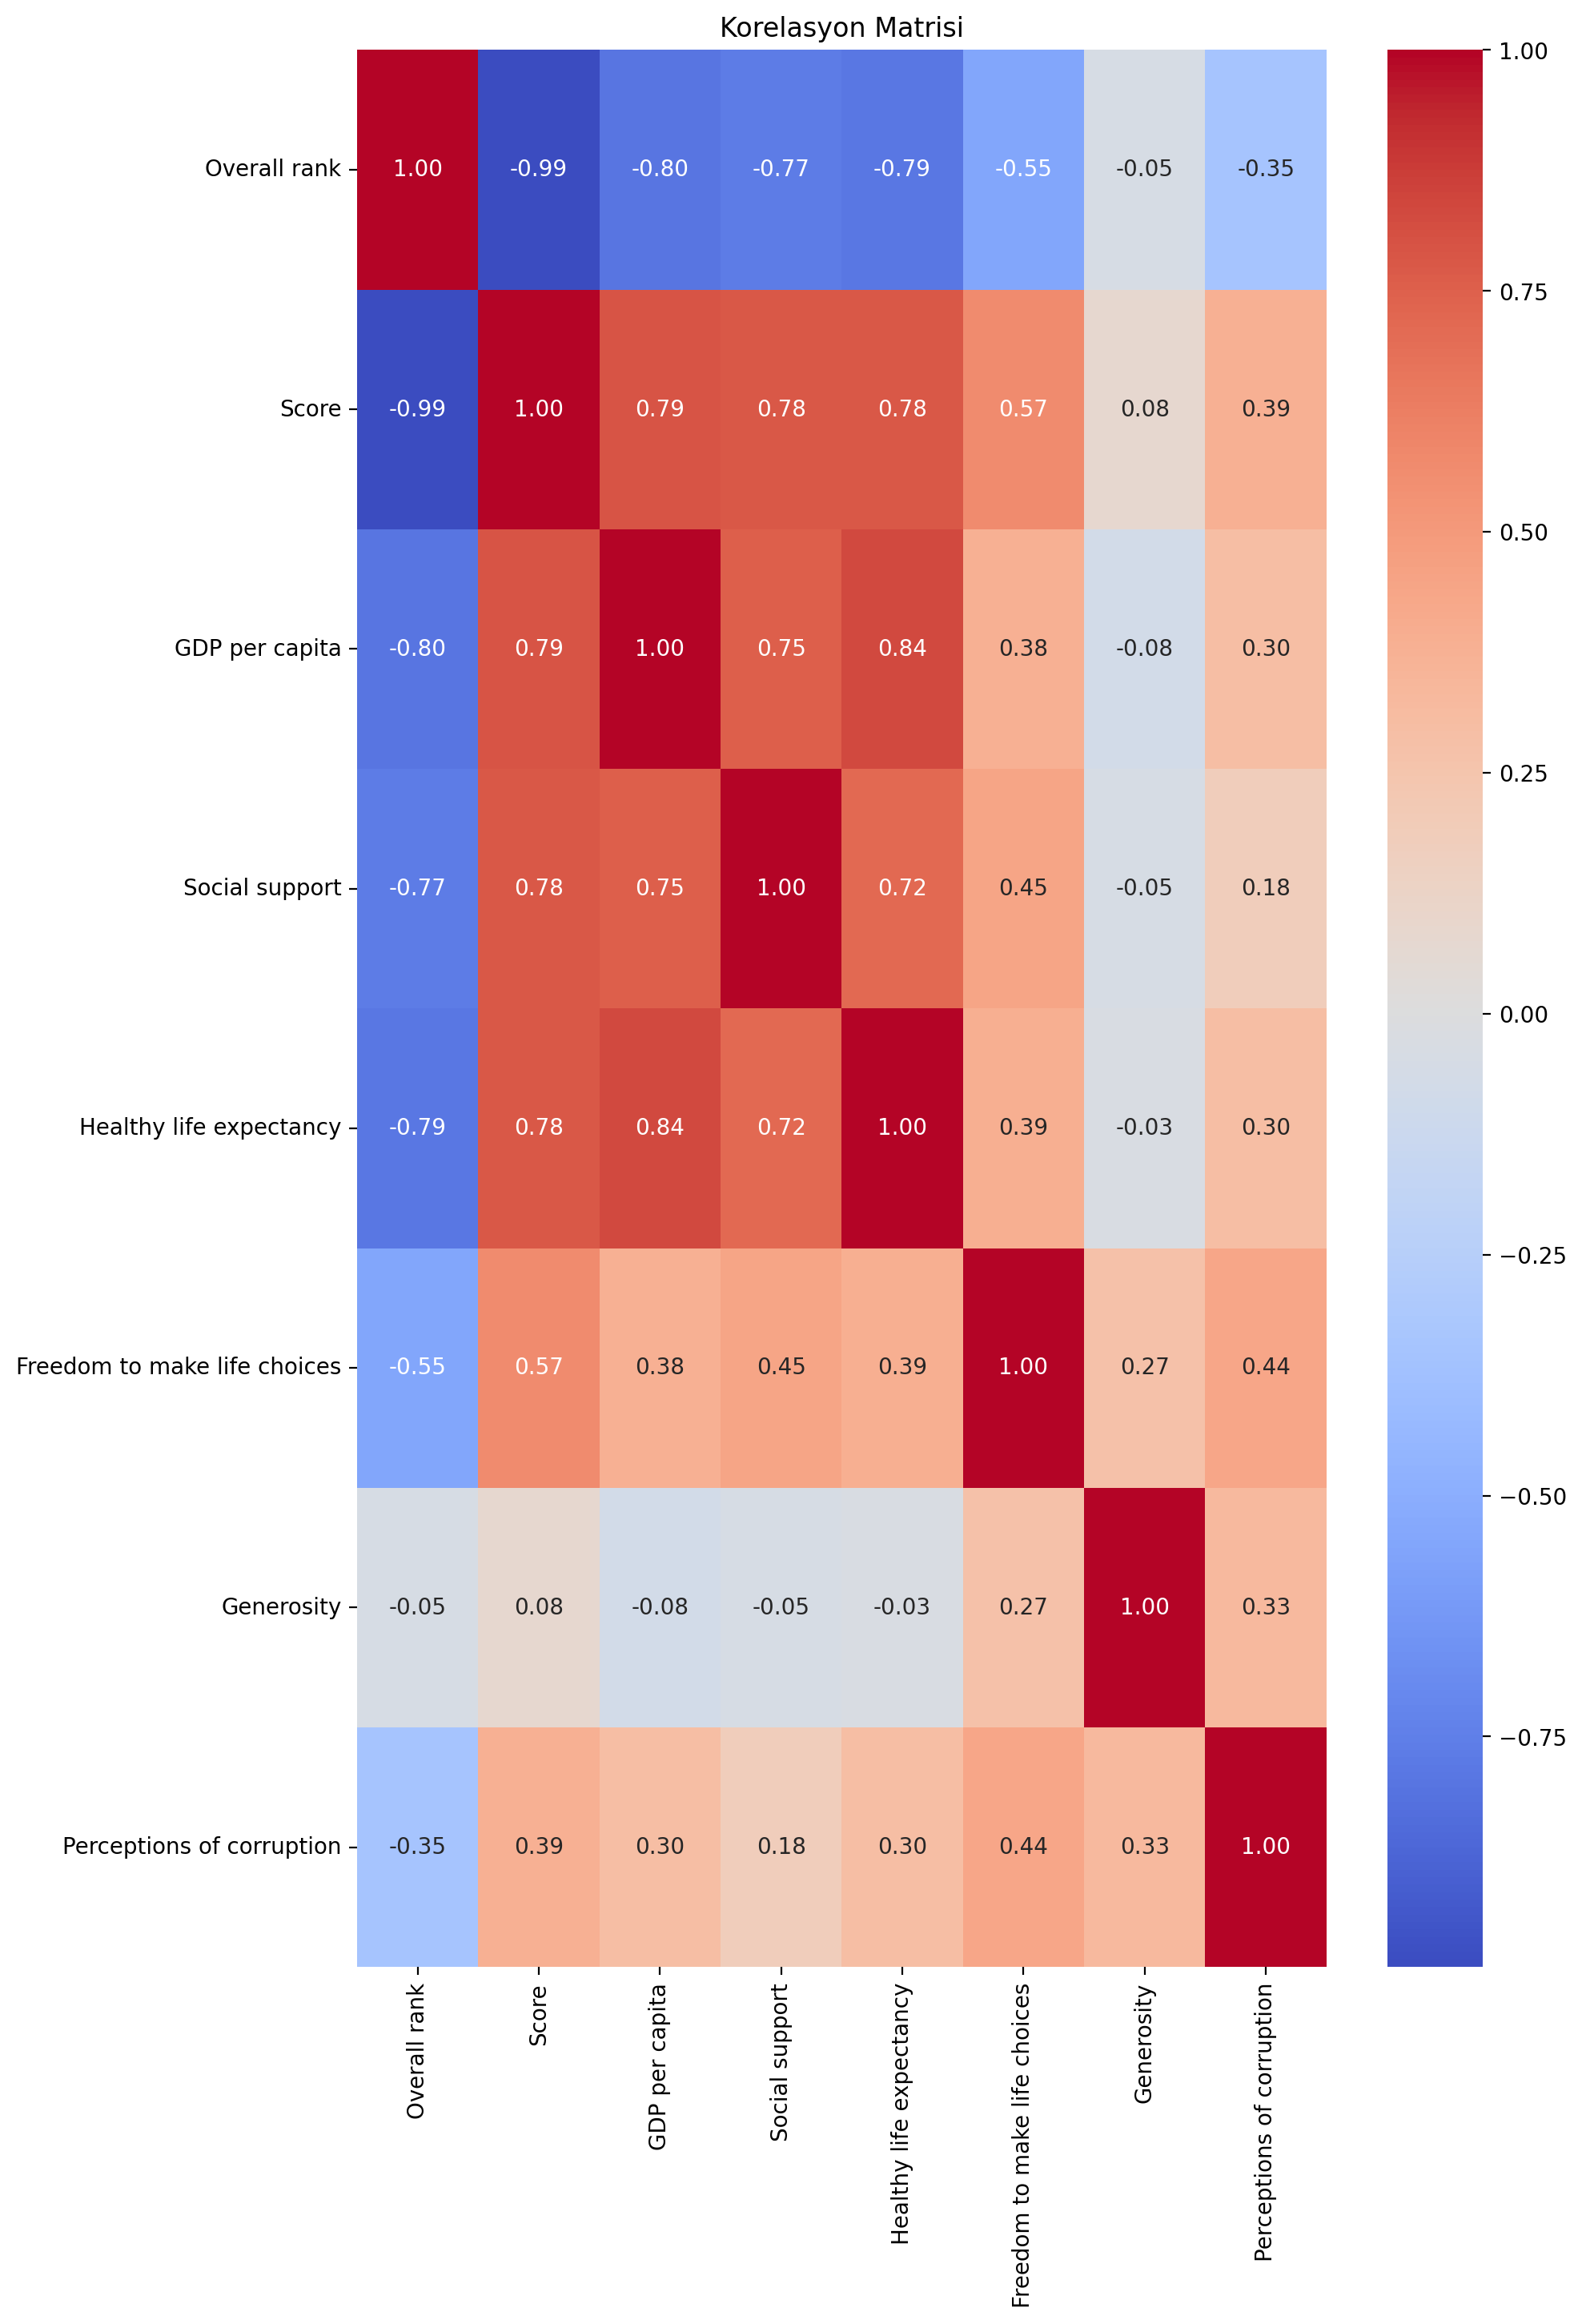 Korelasyon Matrisi
Overall rank 1.00 -0.99 -0.80 -0.77 -0.79 -0.55 -0.05 -0.35
Score -0.99 1.00 0.79 0.78 0.78 0.57 0.08 0.39
GDP per capita -0.80 0.79 1.00 0.75 0.84 0.38 -0.08 0.30
Social support -0.77 0.78 0.75 1.00 0.72 0.45 -0.05 0.18
Healthy life expectancy -0.79 0.78 0.84 0.72 1.00 0.39 -0.03 0.30
Freedom to make life choices -0.55 0.57 0.38 0.45 0.39 1.00 0.27 0.44
Generosity -0.05 0.08 -0.08 -0.05 -0.03 0.27 1.00 0.33
Perceptions of corruption -0.35 0.39 0.30 0.18 0.30 0.44 0.33 1.00
Overall rank
Score
GDP per capita
Social support
Healthy life expectancy
Freedom to make life choices
Generosity
Perceptions of corruption
1.00
0.75
0.50
0.25
0.00
−0.25
−0.50
−0.75